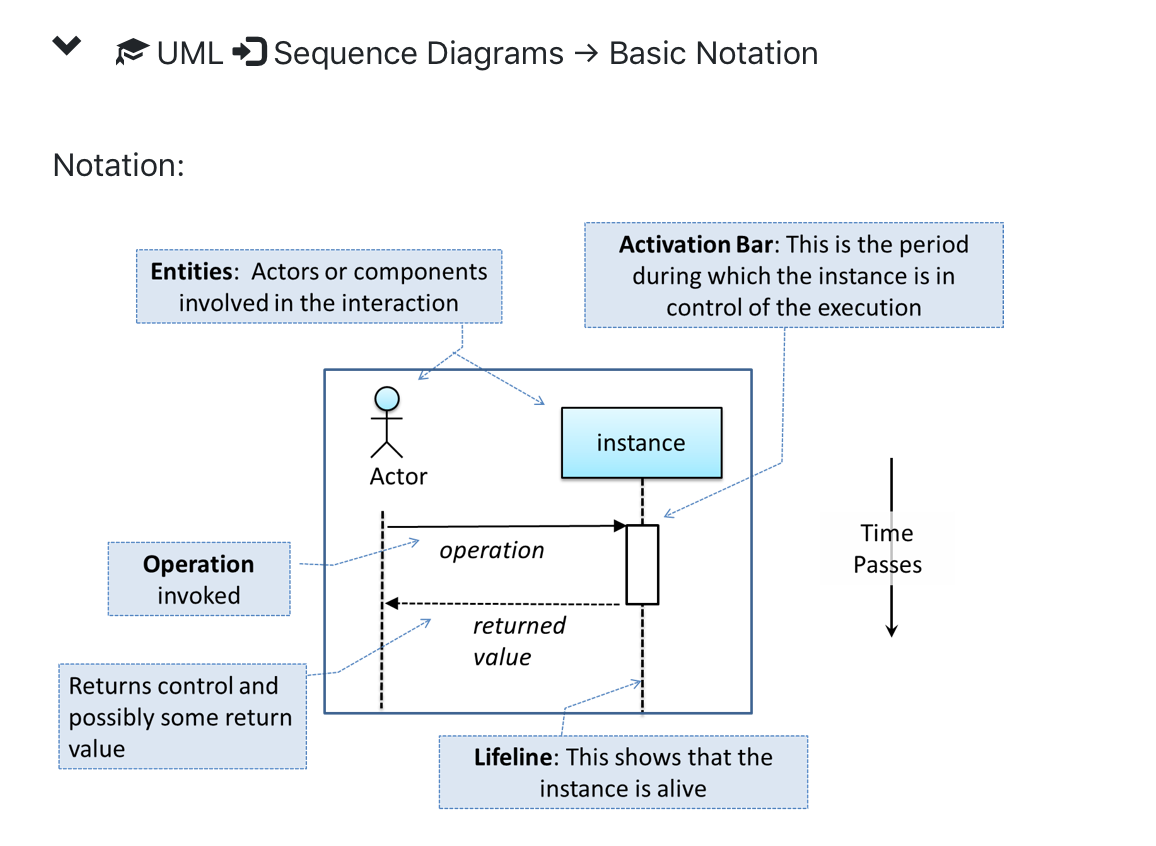 UML Sequence Diagrams → Basic Notation
Notation:
Entities: Actors or components
involved in the interaction
Activation Bar: This is the period
during which the instance is in
control of the execution
instance
Actor
operation
Operation
invoked
Time
Passes
returned
value
Returns control and
possibly some return
value
Lifeline: This shows that the
instance is alive